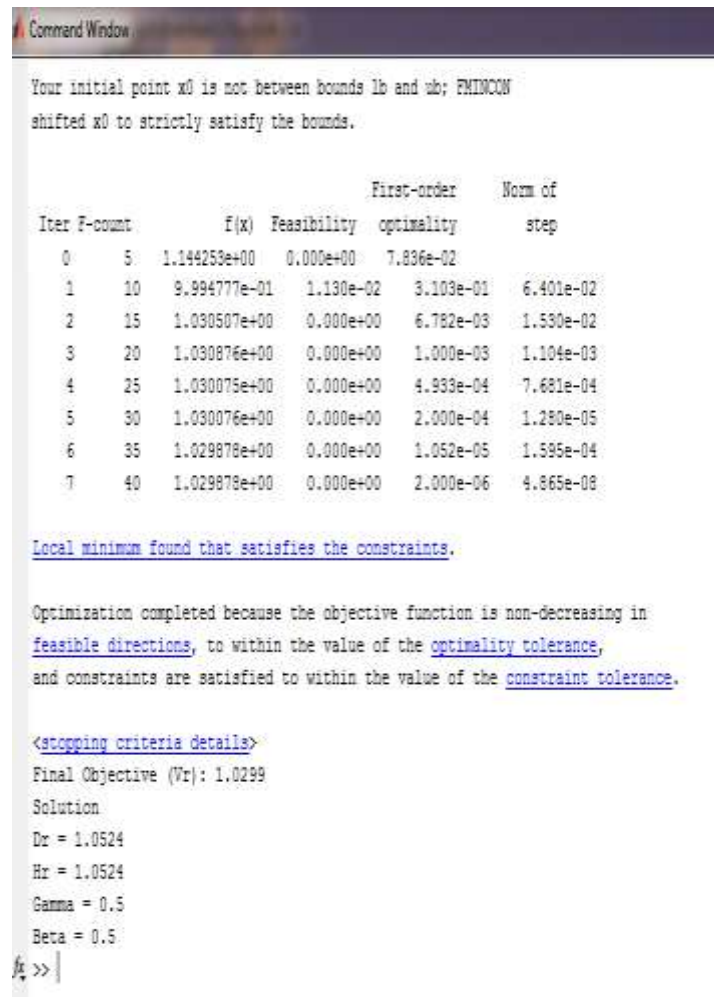 Command Window
Your initial point x0 is not between bounds lb and ub; FMINCON
shifted x0 to strictly satisfy the bounds.
First-order Norm of
Iter F-count f(x) Feasibility optimality step
0 5 1.144253e+00 0.000e+00 7.836e-02
1 10 9.994777e-01 1.130e-02 3.103e-01 6.401e-02
2 15 1.030507e+00 0.000e+00 6.782e-03 1.530e-02
3 20 1.030876e+00 0.000e+00 1.000e-03 1.104e-03
4 25 1.030075e+00 0.000e+00 4.933e-04 7.681e-04
5 30 1.030076e+00 0.000e+00 2.000e-04 1.280e-05
6 35 1.029878e+00 0.000e+00 1.052e-05 1.595e-04
7 40 1.029878e+00 0.000e+00 2.000e-06 4.865e-08
Local minimum found that satisfies the constraints.
Optimization completed because the objective function is non-decreasing in
feasible directions, to within the value of the optimality tolerance,
and constraints are satisfied to within the value of the constraint tolerance.
<stopping criteria details>
Final Objective (Vr): 1.0299
Solution
Dr = 1.0524
Hr = 1.0524
Gamma = 0.5
Beta = 0.5
fx >>